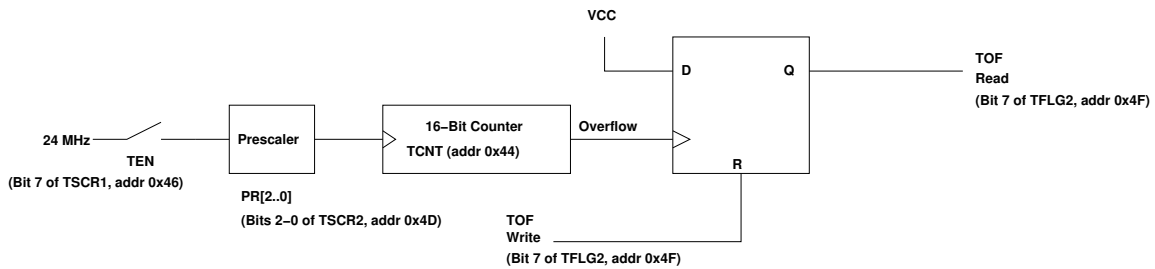 VCC
D
Q
TOF
Read
(Bit 7 of TFLG2, addr 0x4F)
24 MHz
TEN
(Bit 7 of TSCR1, addr 0x46)
Prescaler
PR[2..0]
(Bits 2−0 of TSCR2, addr 0x4D)
16−Bit Counter
TCNT (addr 0x44)
Overflow
R
TOF
Write
(Bit 7 of TFLG2, addr 0x4F)